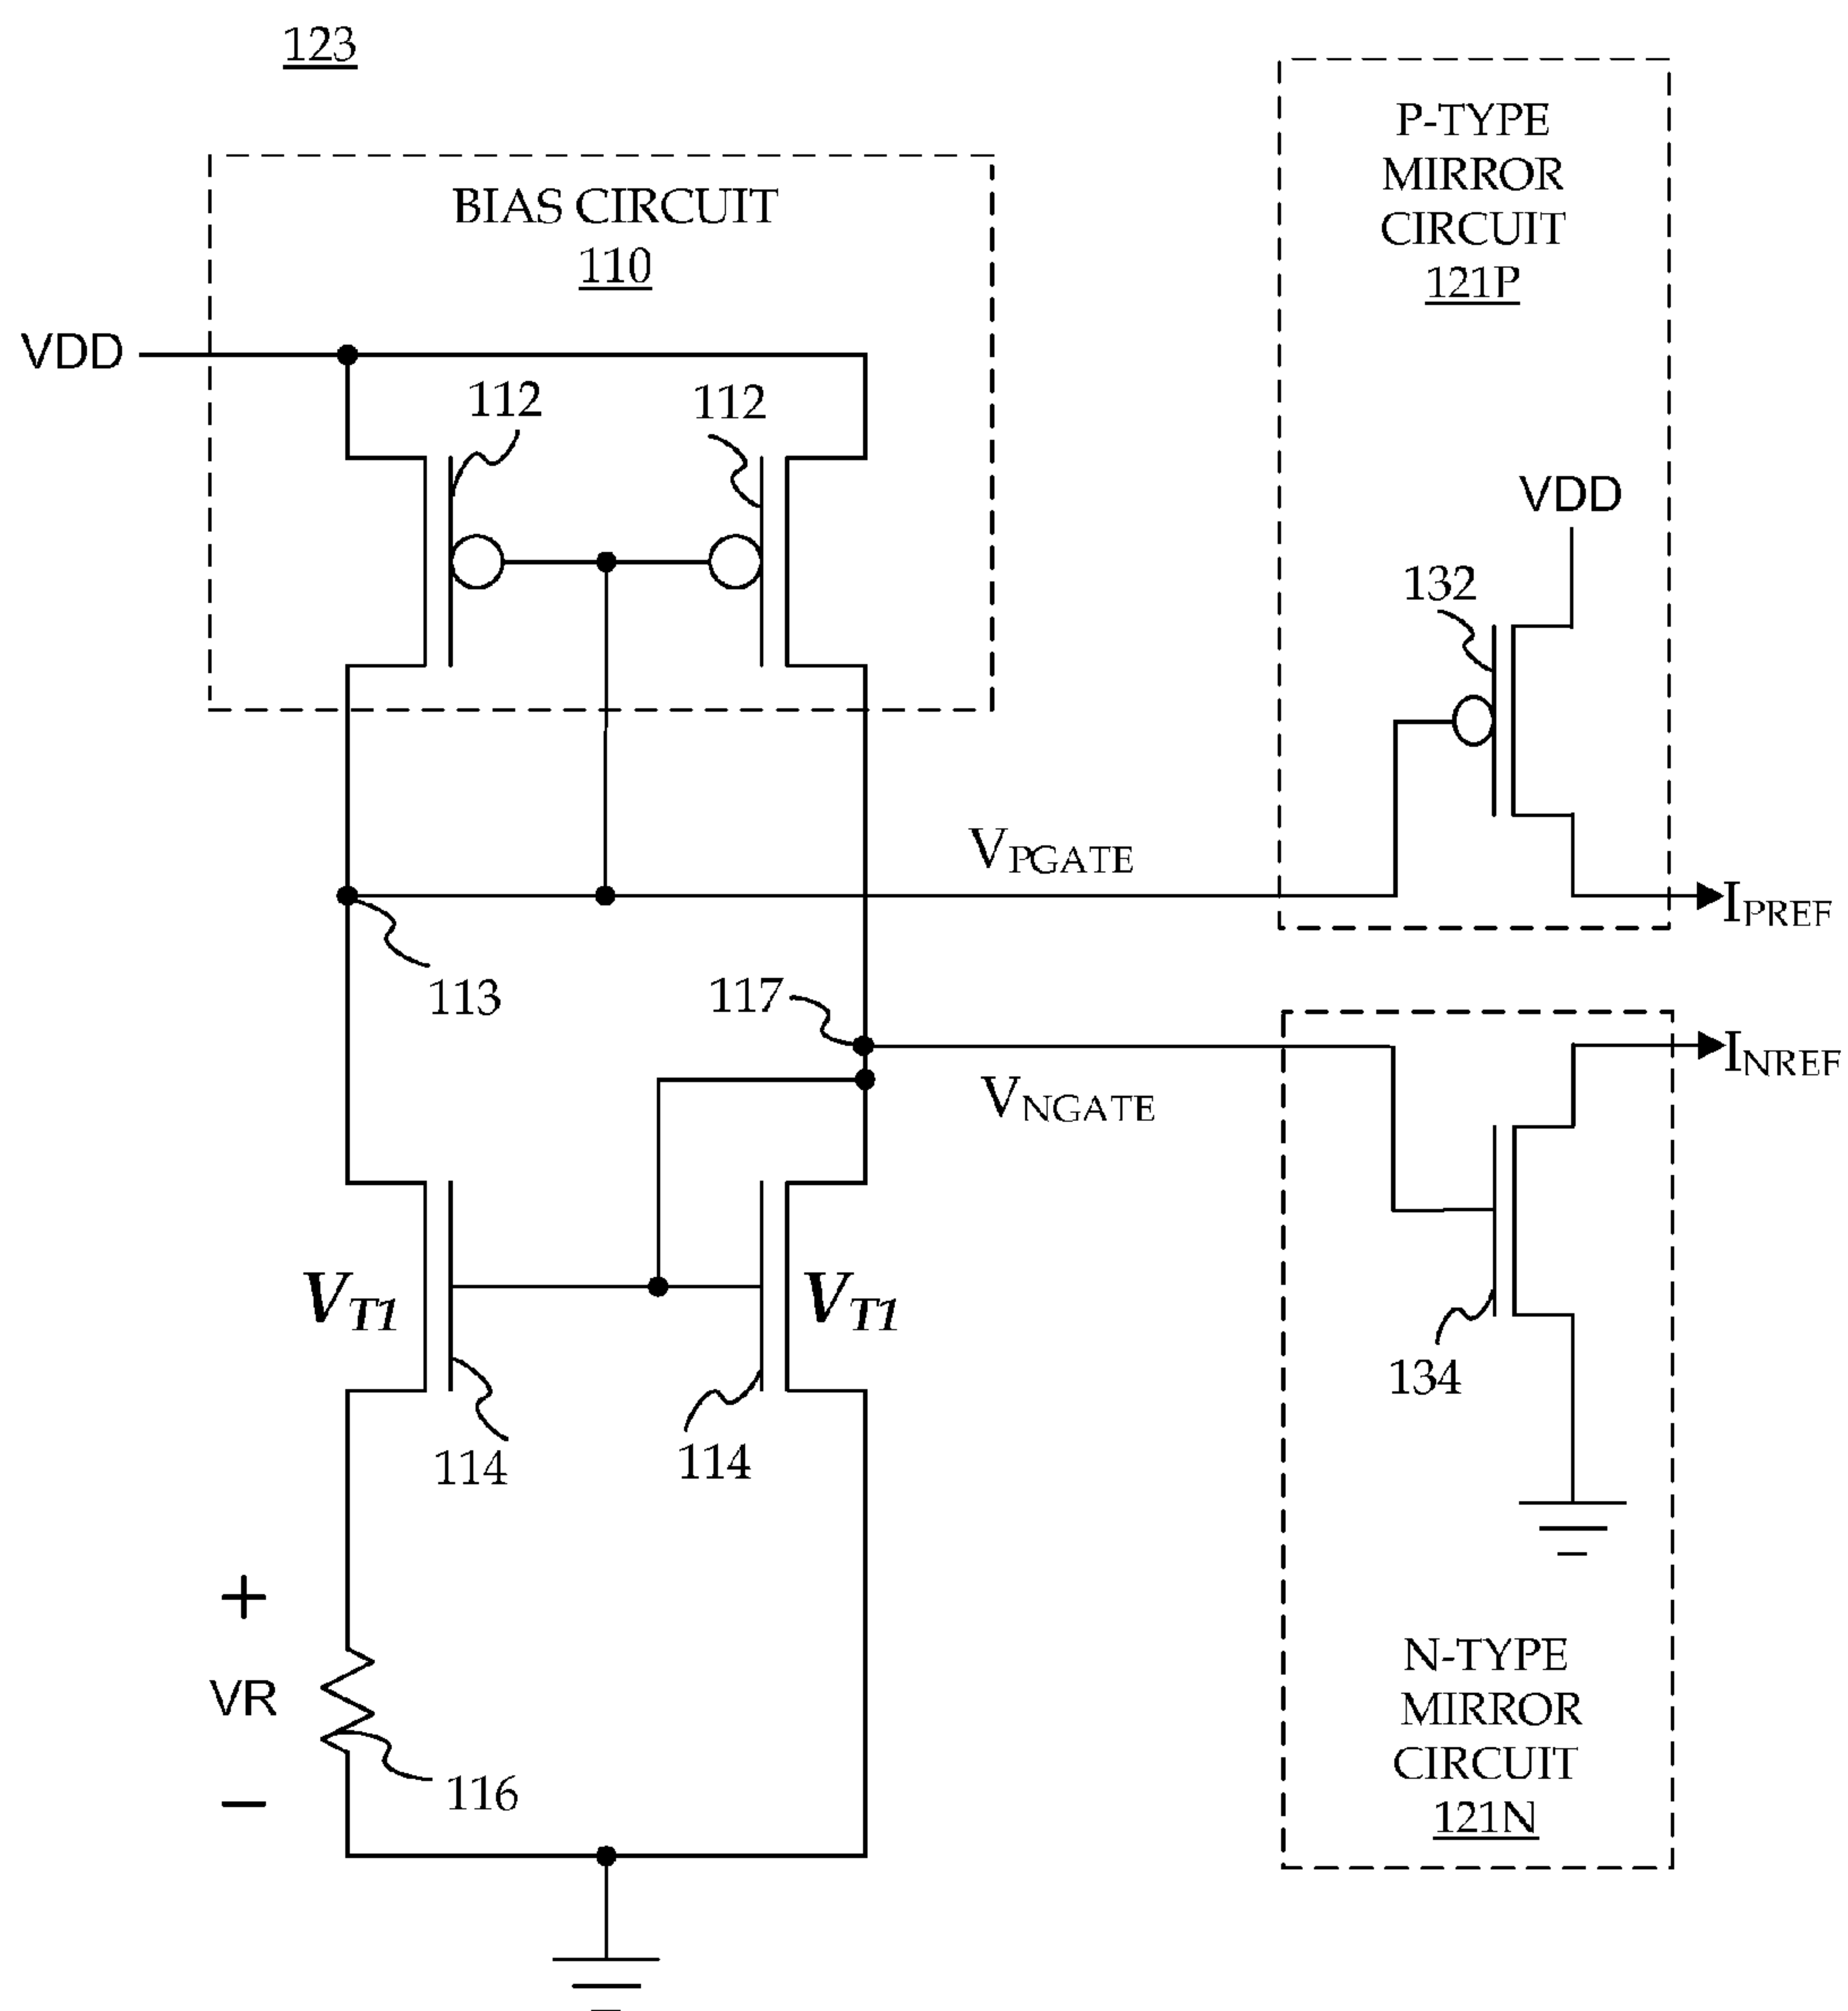 123
BIAS CIRCUIT
110
P-TYPE
MIRROR
CIRCUIT
121P
VDD
112
112
VDD
132
VPGATE
IPREF
113
117
INREF
VNGATE
VT1
VT1
134
114
114
+
VR
−
116
N-TYPE
MIRROR
CIRCUIT
121N